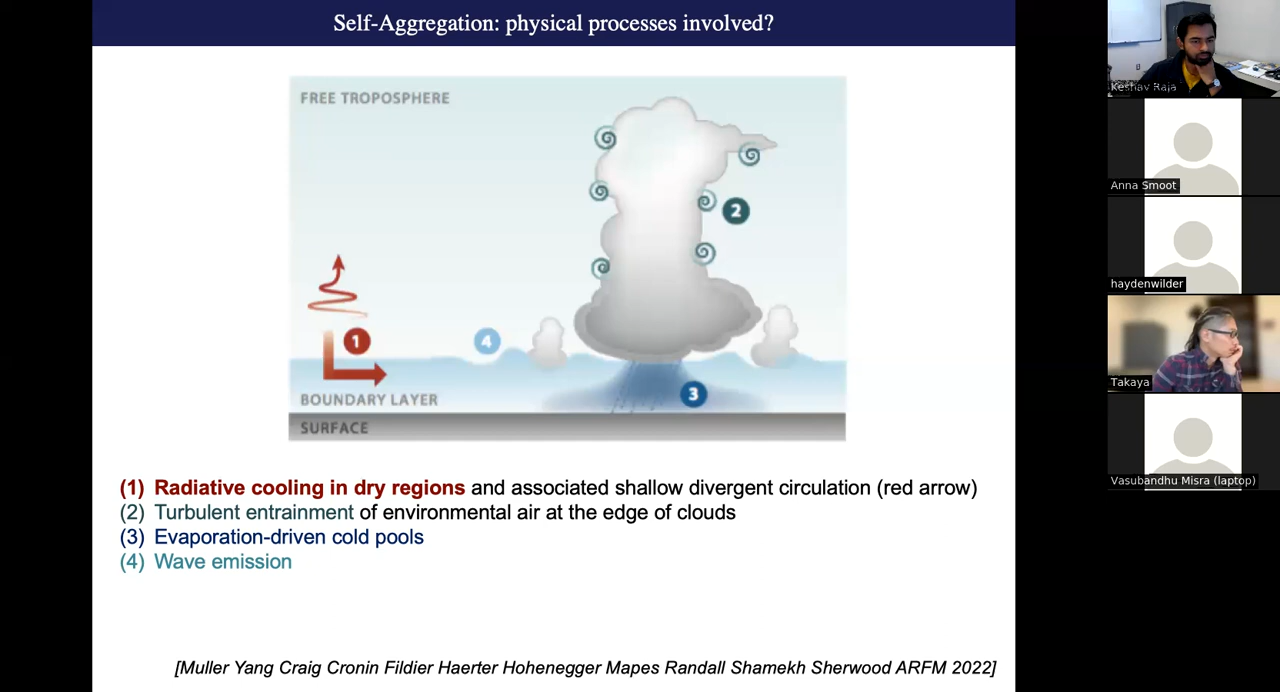 Self-Aggregation: physical processes involved?
FREE TROPOSPHERE
2
1
4
3
BOUNDARY LAYER
SURFACE
(1) Radiative cooling in dry regions and associated shallow divergent circulation (red arrow)
(2) Turbulent entrainment of environmental air at the edge of clouds
(3) Evaporation-driven cold pools
(4) Wave emission
[Muller Yang Craig Cronin Fildier Haerter Hohenegger Mapes Randall Shamekh Sherwood ARFM 2022]
Keshav Raja
Anna Smoot
haydenwilder
Takaya
Vasubandhu Misra (laptop)